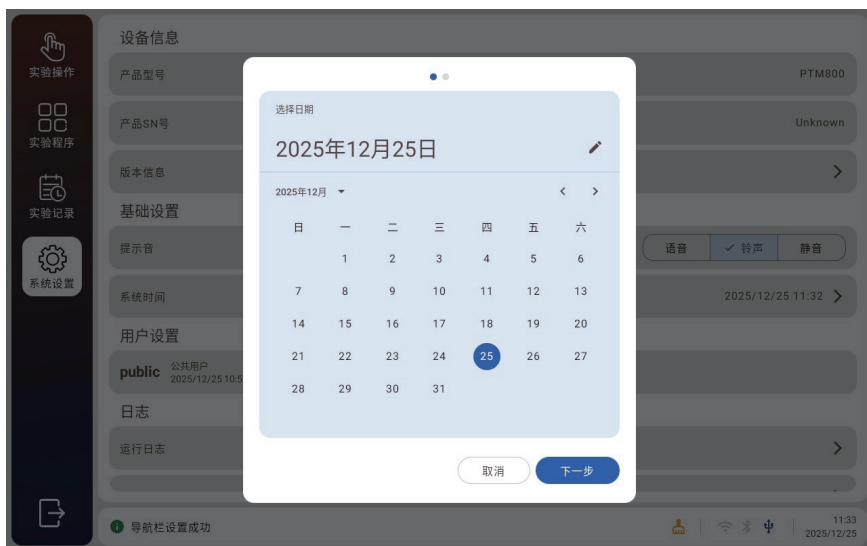 实验操作
实验程序
实验记录
系统设置
设备信息
产品型号
PTM800
产品SN号
Unknown
版本信息
基础设置
提示音
语音
铃声
静音
系统时间
2025/12/25 11:32
用户设置
public
公共用户
2025/12/25 10:5
日志
运行日志
选择日期
2025年12月25日
2025年12月
日 一 二 三 四 五 六
1 2 3 4 5 6
7 8 9 10 11 12 13
14 15 16 17 18 19 20
21 22 23 24 25 26 27
28 29 30 31
取消
下一步
导航栏设置成功
11:33
2025/12/25